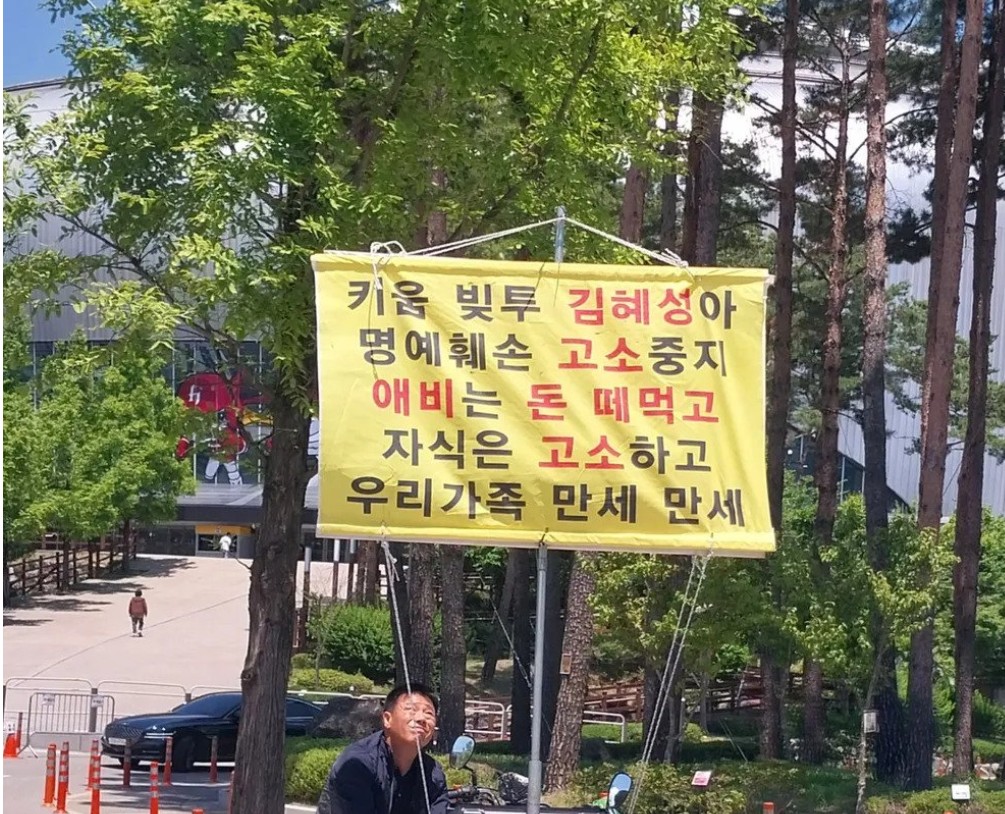 키움 빚투 김혜성아
명예훼손 고소중지
애비는 돈 떼먹고
자식은 고소하고
우리가족 만세 만세